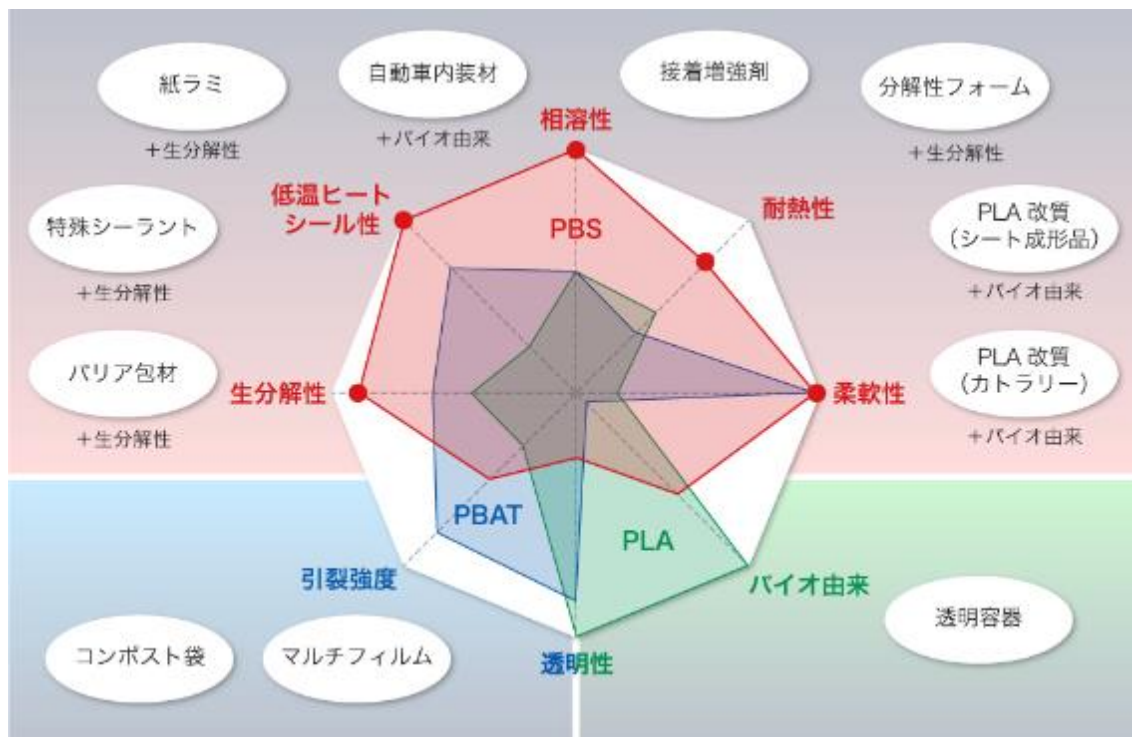 紙ラミ
＋生分解性
自動車内装材
＋バイオ由来
接着増強剤
分解性フォーム
＋生分解性
相溶性
低温ヒート
シール性
耐熱性
特殊シーラント
＋生分解性
PBS
PLA 改質
（シート成形品）
＋バイオ由来
バリア包材
＋生分解性
生分解性
柔軟性
PLA 改質
（カトラリー）
＋バイオ由来
PBAT
PLA
引裂強度
バイオ由来
透明性
コンポスト袋
マルチフィルム
透明容器